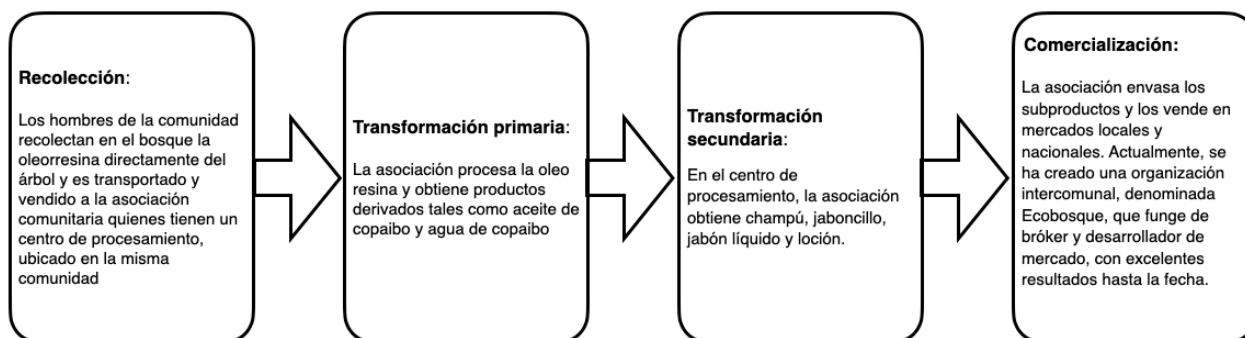 Recolección:
Los hombres de la comunidad
recolectan en el bosque la
oleorresina directamente del
árbol y es transportado y
vendido a la asociación
comunitaria quienes tienen un
centro de procesamiento,
ubicado en la misma
comunidad
Transformación primaria:
La asociación procesa la oleo
resina y obtiene productos
derivados tales como aceite de
copaibo y agua de copaibo
Transformación
secundaria:
En el centro de
procesamiento, la asociación
obtiene champú, jaboncillo,
jabón líquido y loción.
Comercialización:
La asociación envasa los
subproductos y los vende en
mercados locales y
nacionales. Actualmente, se
ha creado una organización
intercomunal, denominada
Ecobosque, que funge de
bróker y desarrollador de
mercado, con excelentes
resultados hasta la fecha.